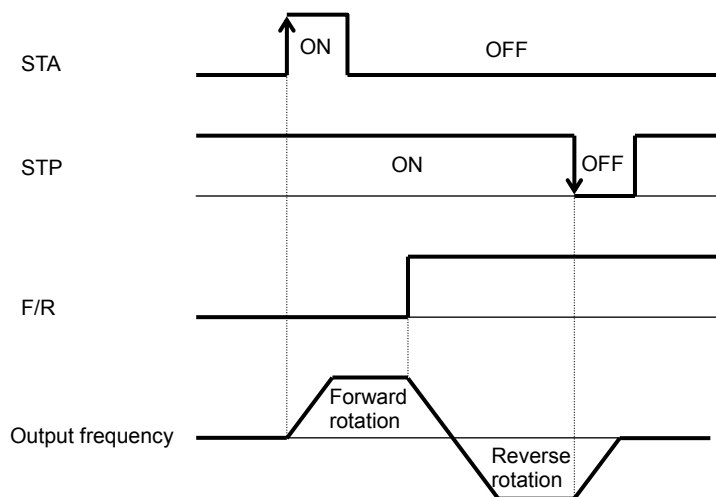 STA
ON
OFF
STP
ON
OFF
F/R
Output frequency
Forward
rotation
Reverse
rotation